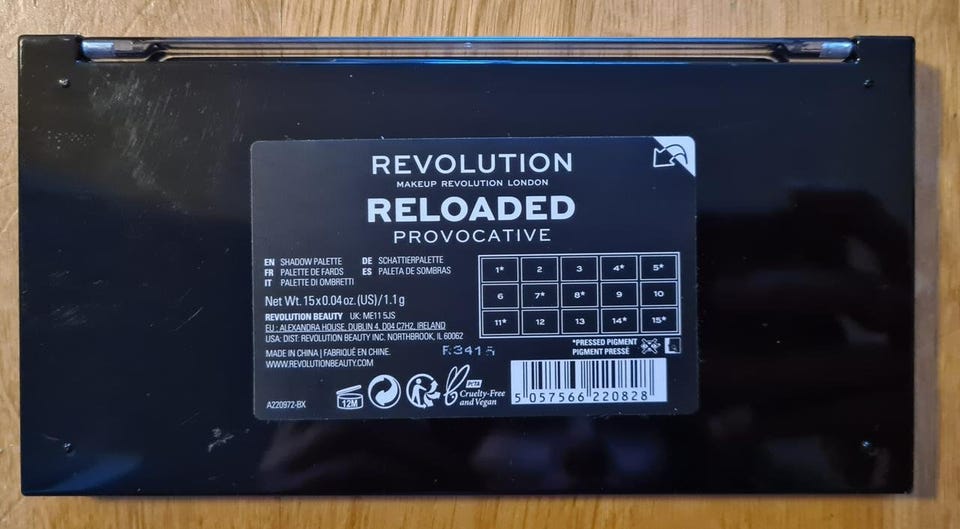 REVOLUTION
MAKEUP REVOLUTION LONDON
RELOADED
PROVOCATIVE
EN SHADOW PALETTE
FR PALETTE DE FARDS
IT PALETTE DI OMBRETTI
DE SCHATTIERPALETTE
ES PALETA DE SOMBRAS
Net Wt. 15 x 0.04 oz. (US)/1.1 g
REVOLUTION BEAUTY UK: ME11 5JS
EU: ALEXANDRA HOUSE, DUBLIN 4, D04 C7H2, IRELAND
USA: DIST: REVOLUTION BEAUTY INC. NORTHBROOK, IL 60062
MADE IN CHINA | FABRIQUÉ EN CHINE.
WWW.REVOLUTIONBEAUTY.COM
1* 2 3 4* 5*
6 7* 8* 9 10
11* 12 13 14* 15*
*PRESSED PIGMENT
PIGMENT PRESSÉ
12M
PETA
Cruelty-Free
and Vegan
5 057566 220828
A220972-BX